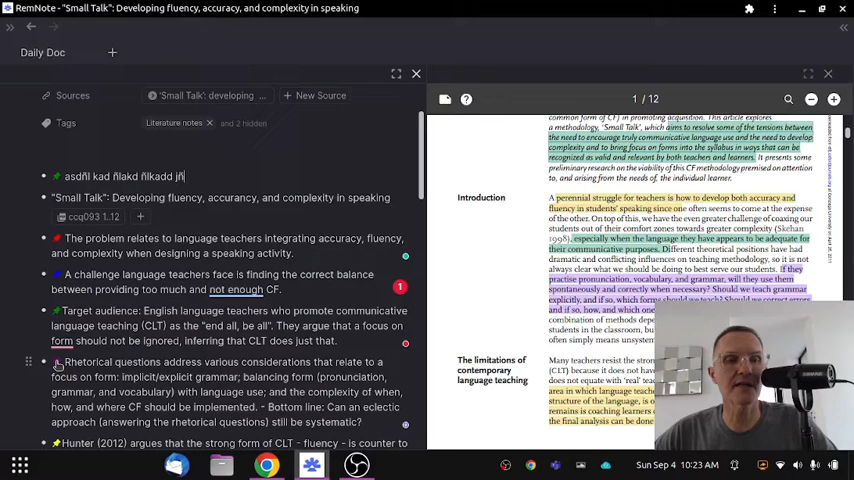 RemNote - "Small Talk": Developing fluency, accuracy, and complexity in speaking
Daily Doc
Sources
'Small Talk': developing ...
New Source
Tags
Literature notes
and 2 hidden
asdñl kad ñlakd ñlkadd jñ
"Small Talk": Developing fluency, accurancy, and complexity in speaking
ccq093 1..12
The problem relates to language teachers integrating accuracy, fluency,
and complexity when designing a speaking activity.
A challenge language teachers face is finding the correct balance
between providing too much and not enough CF.
1
Target audience: English language teachers who promote communicative
language teaching (CLT) as the "end all, be all". They argue that a focus on
form should not be ignored, inferring that CLT does just that.
Rhetorical questions address various considerations that relate to a
focus on form: implicit/explicit grammar; balancing form (pronunciation,
grammar, and vocabulary) with language use; and the complexity of when,
how, and where CF should be implemented. - Bottom line: Can an eclectic
approach (answering the rhetorical questions) still be systematic?
Hunter (2012) argues that the strong form of CLT - fluency - is counter to
1 / 12
common form of CF in promoting acquisition. This article explores
a methodology, 'Small Talk', which aims to resolve some of the tensions between
the need to encourage truly communicative language use and the need to develop
complexity and to bring focus on forms into the syllabus in ways that can be
recognized as valid and relevant by both teachers and learners. It presents some
preliminary research on the viability of this CF methodology presented in attention
to, and arising from the needs of, the individual learner.
Introduction
A perennial struggle for teachers is how to develop both accuracy and
fluency in students' speaking since one often seems to come at the expense
of the other. On top of this, we have the even greater challenge of coaxing our
students out of their comfort zones towards greater complexity (Skehan
1998), especially when the language they have appears to be adequate for
their communicative purposes. Different theoretical positions have had
dramatic and conflicting influences on teaching methodology, so it is not
always clear what we should be doing to best serve our students. If they
practise pronunciation, vocabulary, and grammar, will they use them
spontaneously and correctly when necessary? Should we teach grammar
explicitly, and if so, which forms should we teach? Should we correct errors
and if so, how, and when
combination of methods
students in the classroom, but
often simply means unsystem
The limitations of
contemporary
language teaching
Many teachers resist
(CLT) because it does not have
does not equate with 'real'
area in which language
structure of the language,
remains is coaching learners
the final analysis can be done
Sun Sep 4
10:23 AM